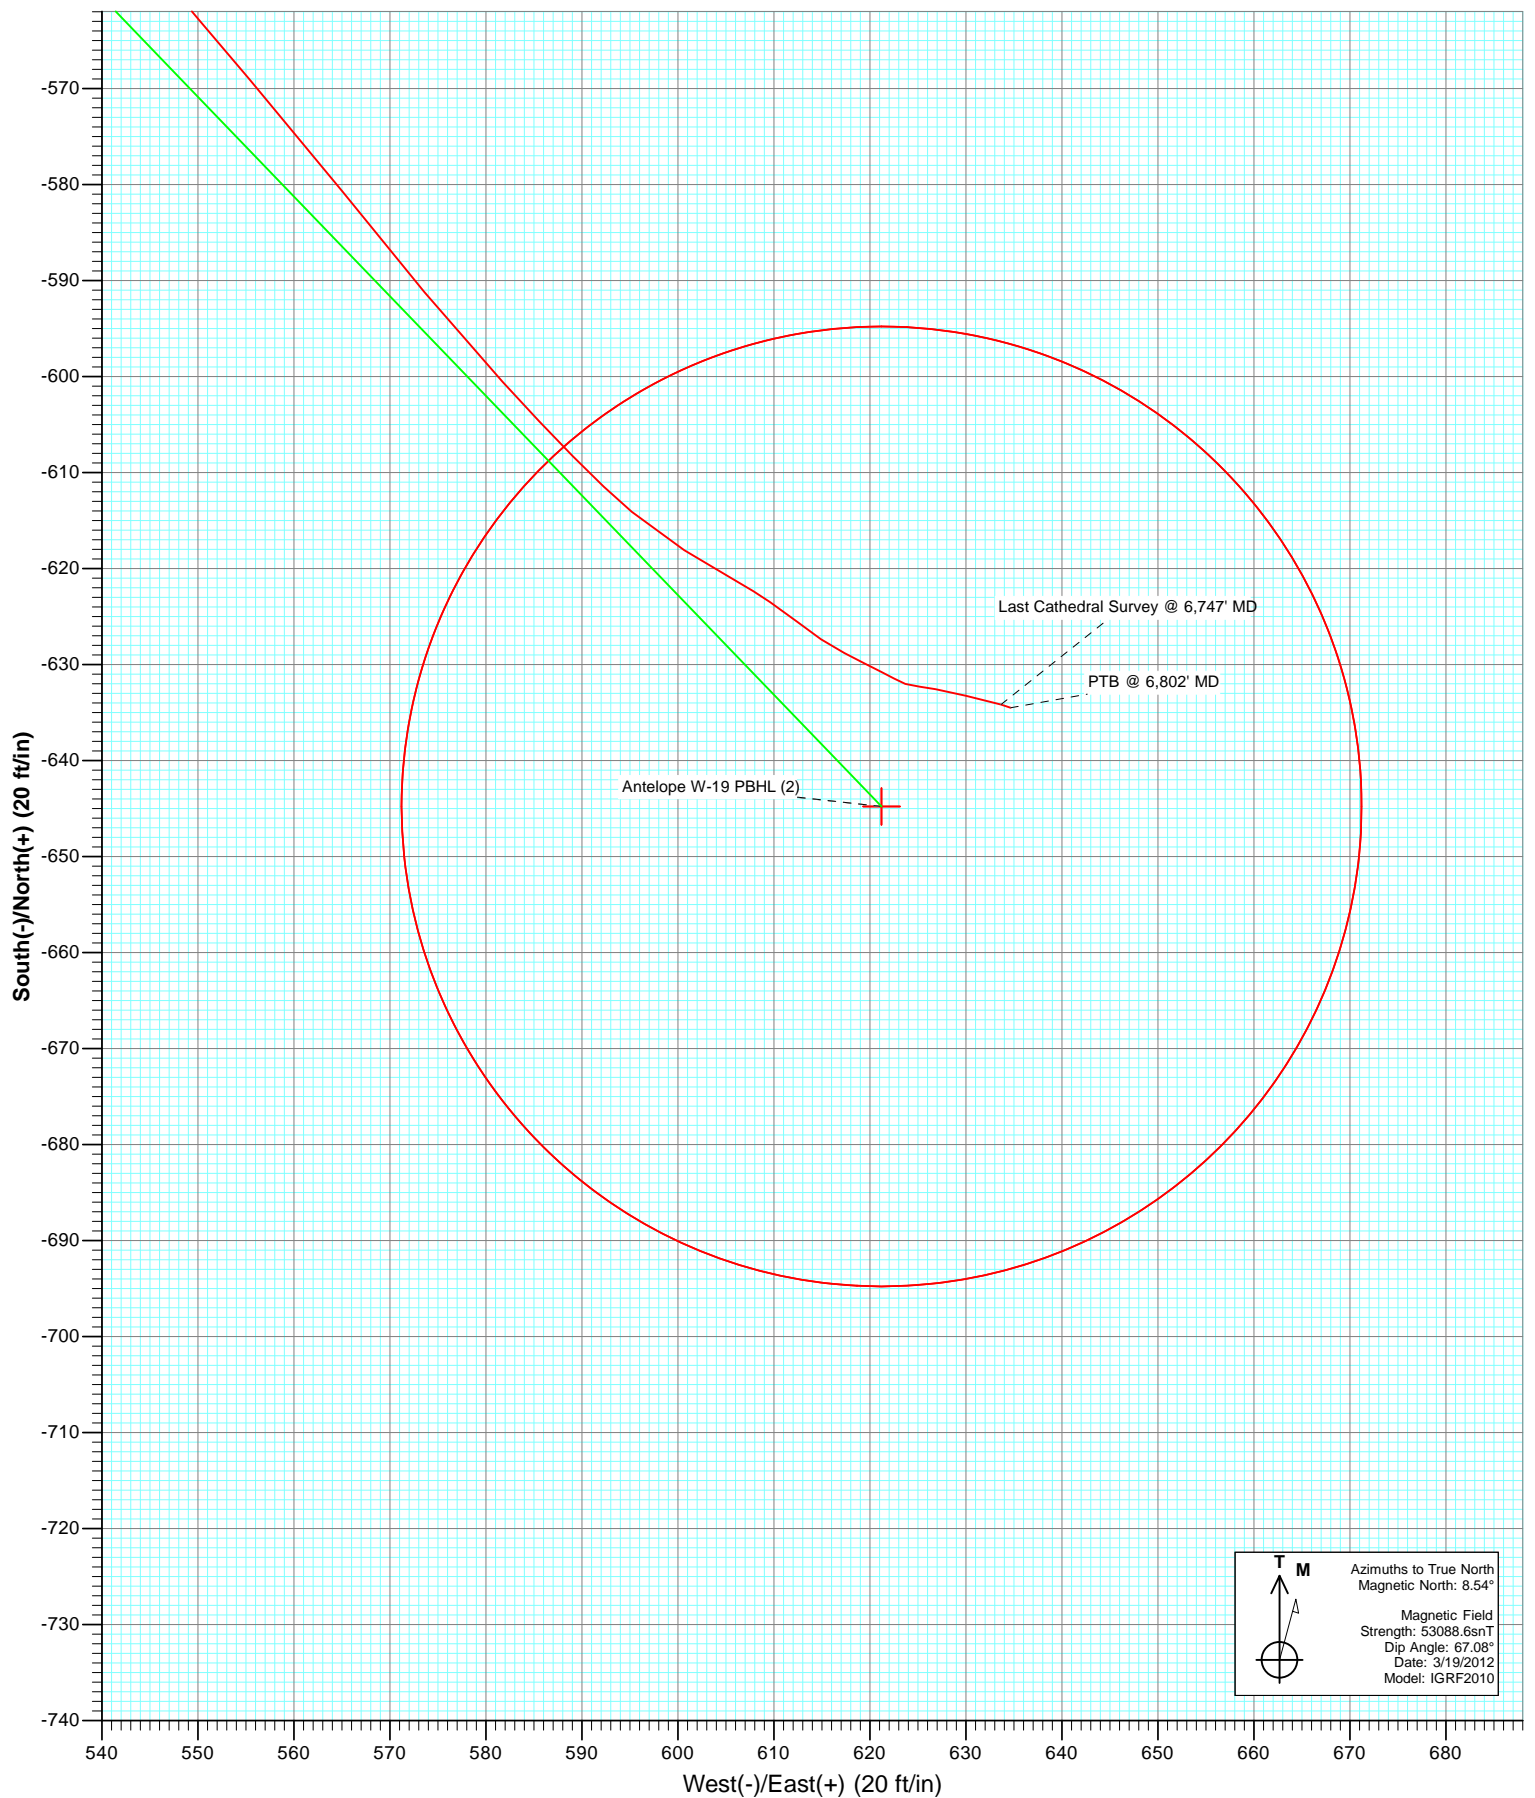 -570
-580
-590
-600
-610
-620
-630
-640
-650
-660
-670
-680
-690
-700
-710
-720
-730
-740
South(-)/North(+) (20 ft/in)
Last Cathedral Survey @ 6,747' MD
PTB @ 6,802' MD
Antelope W-19 PBHL (2)
T M
Azimuths to True North
Magnetic North: 8.54°
Magnetic Field
Strength: 53088.6snT
Dip Angle: 67.08°
Date: 3/19/2012
Model: IGRF2010
540 550 560 570 580 590 600 610 620 630 640 650 660 670 680
West(-)/East(+) (20 ft/in)